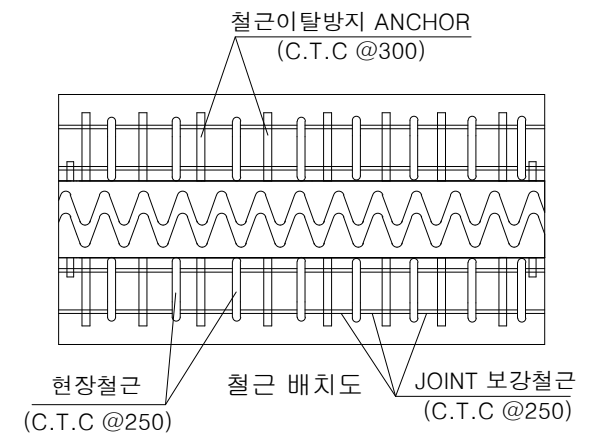 철근이탈방지 ANCHOR
(C.T.C @300)
현장철근
(C.T.C @250)
철근 배치도
JOINT 보강철근
(C.T.C @250)